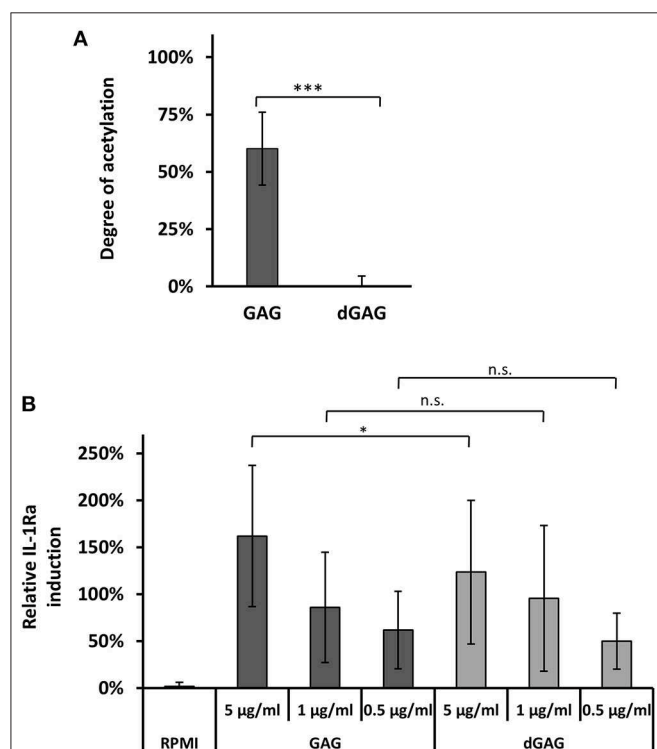 A
100%
***
75%
50%
25%
0%
Degree of acetylation
GAG dGAG
n.s.
B
n.s.
*
250%
200%
150%
100%
50%
0%
Relative IL-1Ra
induction
5 µg/ml 1 µg/ml 0.5 µg/ml 5 µg/ml 1 µg/ml 0.5 µg/ml
RPMI GAG dGAG